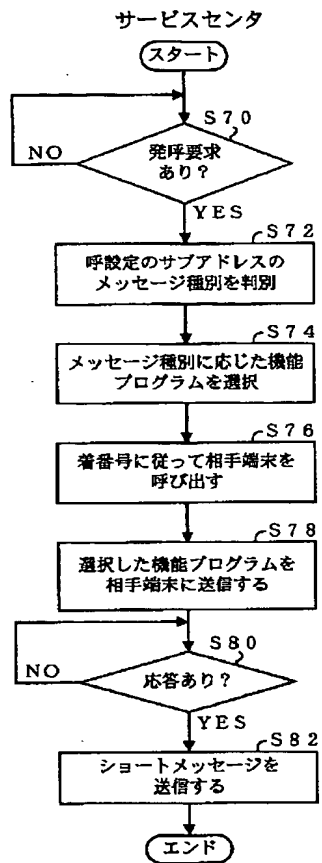 サービスセンタ
スタート
S70
発呼要求
あり?
NO
YES
S72
呼設定のサブアドレスの
メッセージ種別を判別
S74
メッセージ種別に応じた機能
プログラムを選択
S76
着番号に従って相手端末を
呼び出す
S78
選択した機能プログラムを
相手端末に送信する
S80
応答あり?
NO
YES
S82
ショートメッセージを
送信する
エンド